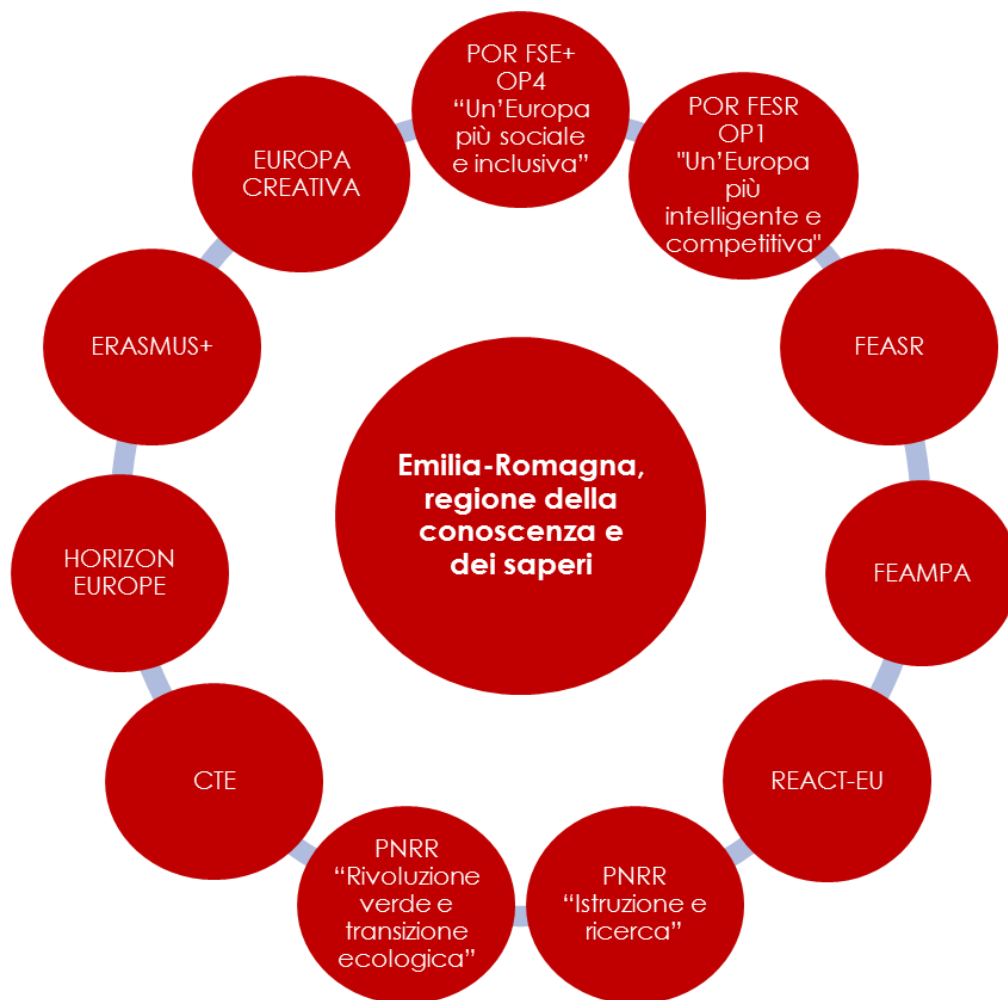 POR FSE+
OP4
“Un’Europa
più sociale
e inclusiva”
POR FESR
OP1
"Un’Europa
più
intelligente e
competitiva"
FEASR
FEAMPA
REACT-EU
PNRR
“Istruzione e
ricerca”
PNRR
“Rivoluzione
verde e
transizione
ecologica”
CTE
HORIZON
EUROPE
ERASMUS+
EUROPA
CREATIVA
Emilia-Romagna,
regione della
conoscenza e
dei saperi